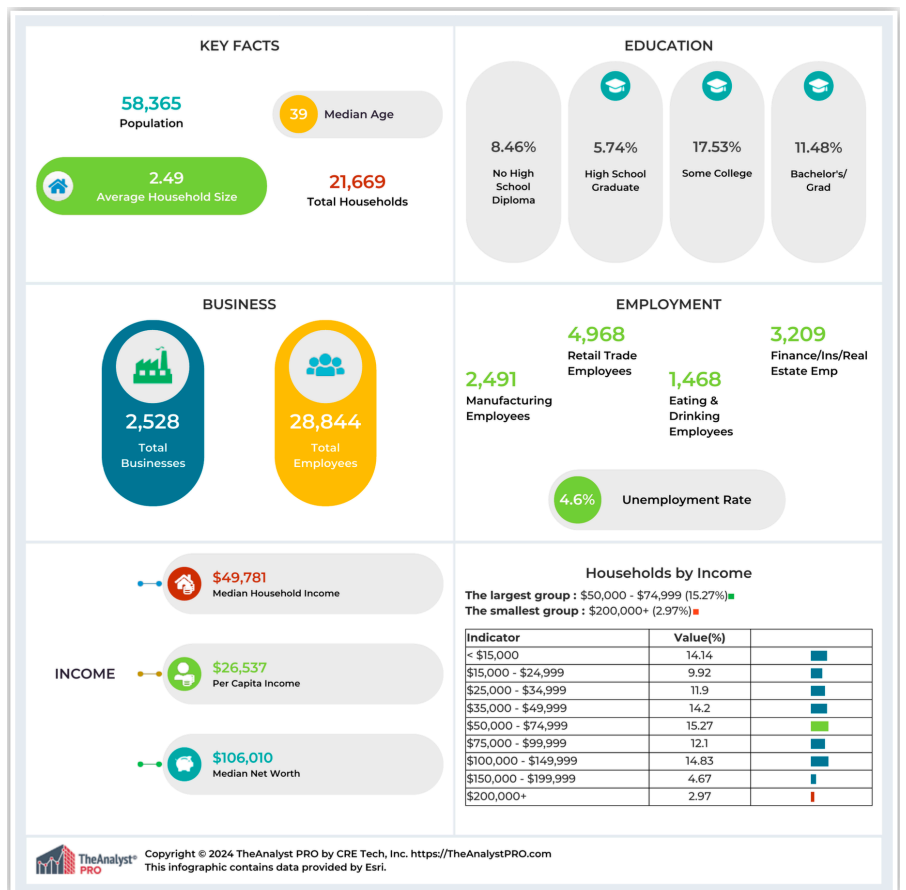 KEY FACTS
58,365
Population
39 Median Age
2.49
Average Household Size
21,669
Total Households
EDUCATION
8.46%
No High
School
Diploma
5.74%
High School
Graduate
17.53%
Some College
11.48%
Bachelor's/
Grad
BUSINESS
2,528
Total
Businesses
28,844
Total
Employees
EMPLOYMENT
2,491
Manufacturing
Employees
4,968
Retail Trade
Employees
1,468
Eating &
Drinking
Employees
3,209
Finance/Ins/Real
Estate Emp
4.6% Unemployment Rate
INCOME
$49,781
Median Household Income
$26,537
Per Capita Income
$106,010
Median Net Worth
Households by Income
The largest group : $50,000 - $74,999 (15.27%)
The smallest group : $200,000+ (2.97%)
Indicator Value(%)
< $15,000 14.14
$15,000 - $24,999 9.92
$25,000 - $34,999 11.9
$35,000 - $49,999 14.2
$50,000 - $74,999 15.27
$75,000 - $99,999 12.1
$100,000 - $149,999 14.83
$150,000 - $199,999 4.67
$200,000+ 2.97
TheAnalyst®
PRO
Copyright © 2024 TheAnalyst PRO by CRE Tech, Inc. https://TheAnalystPRO.com
This infographic contains data provided by Esri.